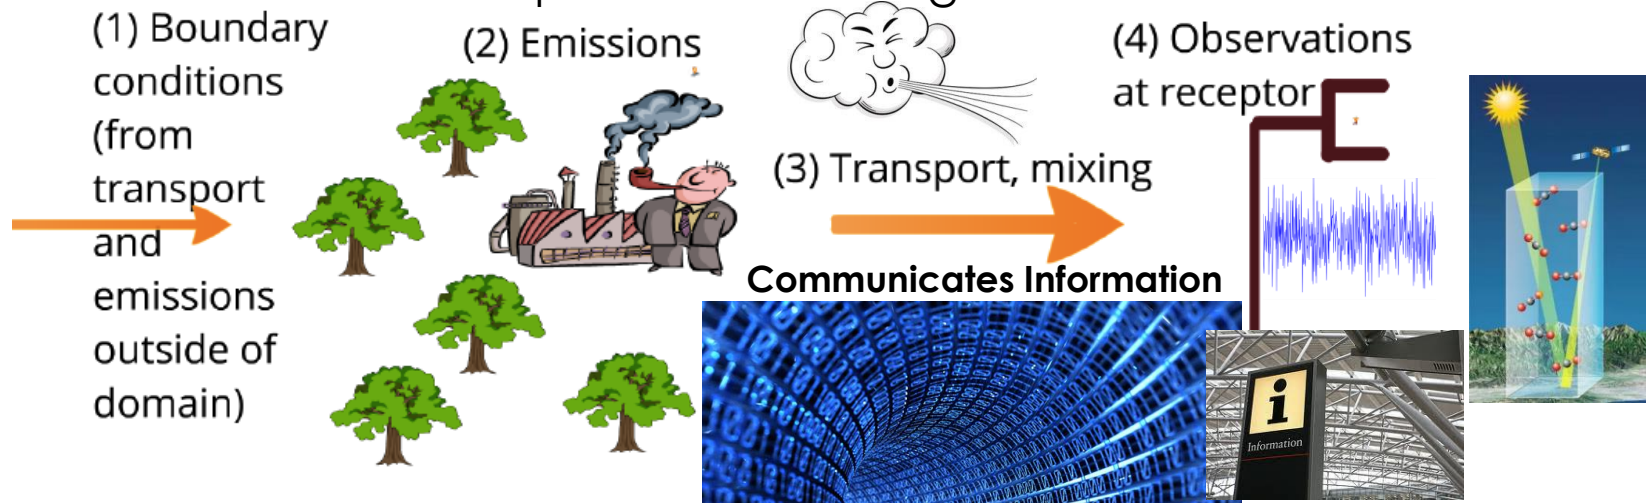 (1) Boundary
conditions
(from
transport
and
emissions
outside of
domain)
(2) Emissions
(3) Transport, mixing
Communicates Information
(4) Observations
at receptor
i
Information